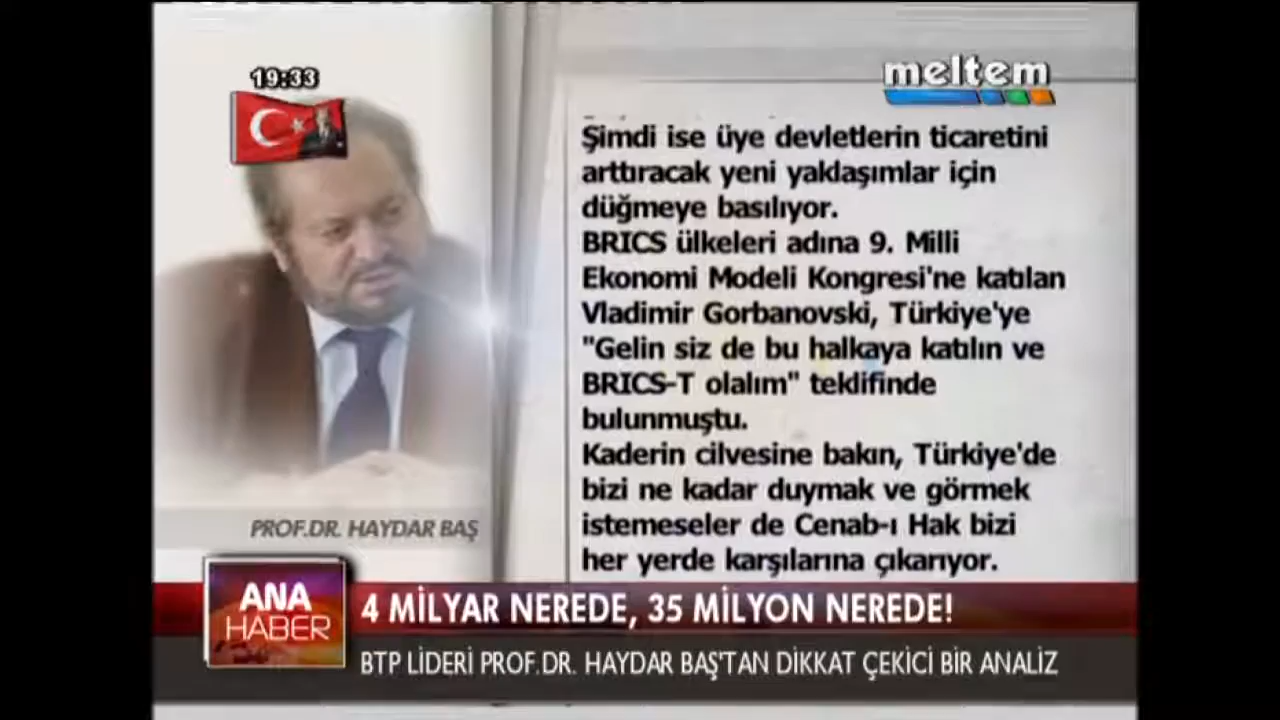 19:33
meltem
Şimdi ise üye devletlerin ticaretini
arttıracak yeni yaklaşımlar için
düğmeye basılıyor.
BRICS ülkeleri adına 9. Milli
Ekonomi Modeli Kongresi'ne katılan
Vladimir Gorbanovski, Türkiye'ye
"Gelin siz de bu halkaya katılın ve
BRICS-T olalım" teklifinde
bulunmuştu.
Kaderin cilvesine bakın, Türkiye'de
bizi ne kadar duymak ve görmek
istemeseler de Cenab-ı Hak bizi
her yerde karşılarına çıkarıyor.
PROF.DR. HAYDAR BAŞ
ANA
HABER
4 MİLYAR NEREDE, 35 MİLYON NEREDE!
BTP LİDERİ PROF.DR. HAYDAR BAŞ'TAN DİKKAT ÇEKİCİ BİR ANALİZ